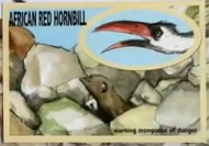 AFRICAN RED HORNBILL
warning mongoose of danger